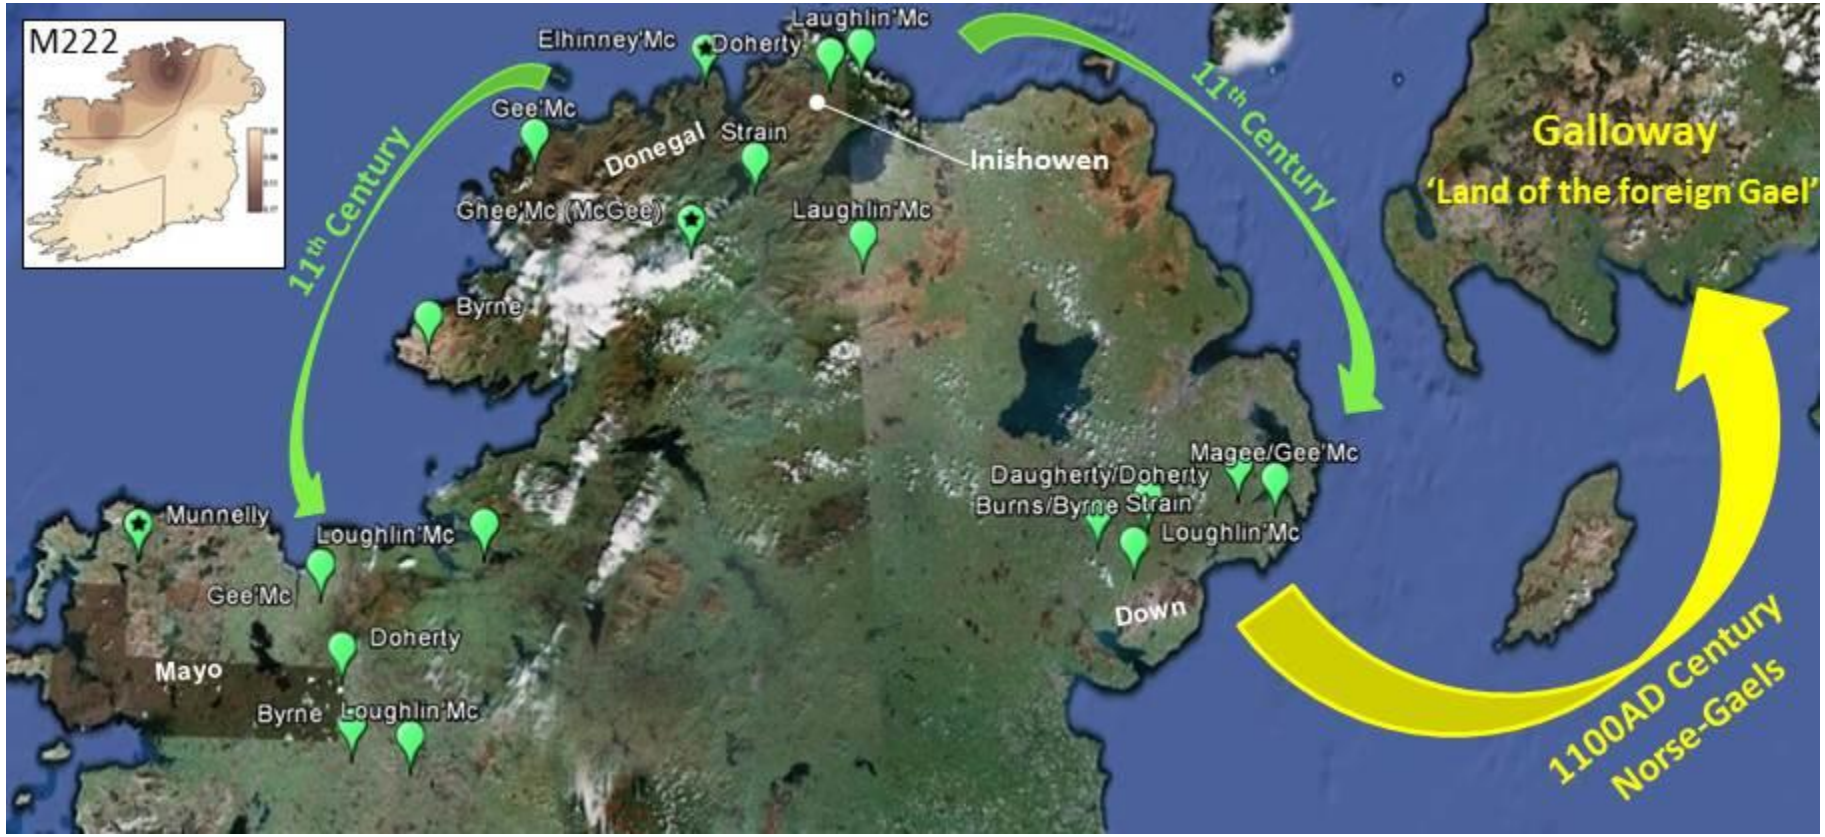 M222
Laughlin'Mc
Elhinney'Mc
Doherty
Gee'Mc
Donegal
Strain
Inishowen
Ghee'Mc (McGee)
Laughlin'Mc
Byrne
11th Century
11th Century
Galloway
'Land of the foreign Gael'
Magee/Gee'Mc
Daugherty/Doherty
Burns/Byrne
Strain
Loughlin'Mc
Down
Munnelly
Loughlin'Mc
Gee'Mc
Doherty
Mayo
Byrne'
Loughlin'Mc
1100AD Century
Norse-Gaels